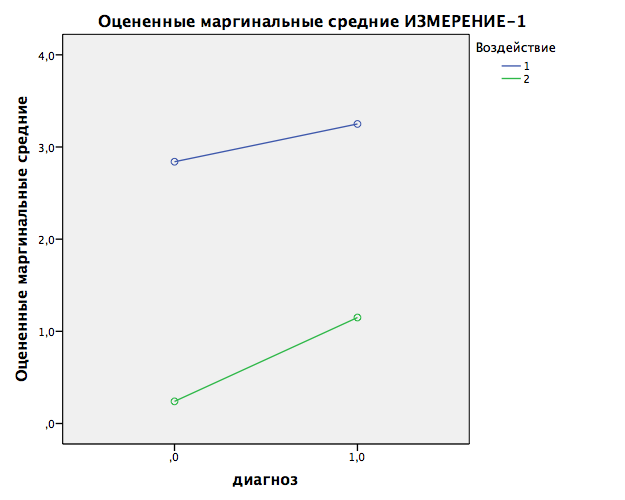 Оцененные маргинальные средние ИЗМЕРЕНИЕ-1
Воздействие
1
2
Оцененные маргинальные средние
4,0
3,0
2,0
1,0
,0
,0
1,0
диагноз